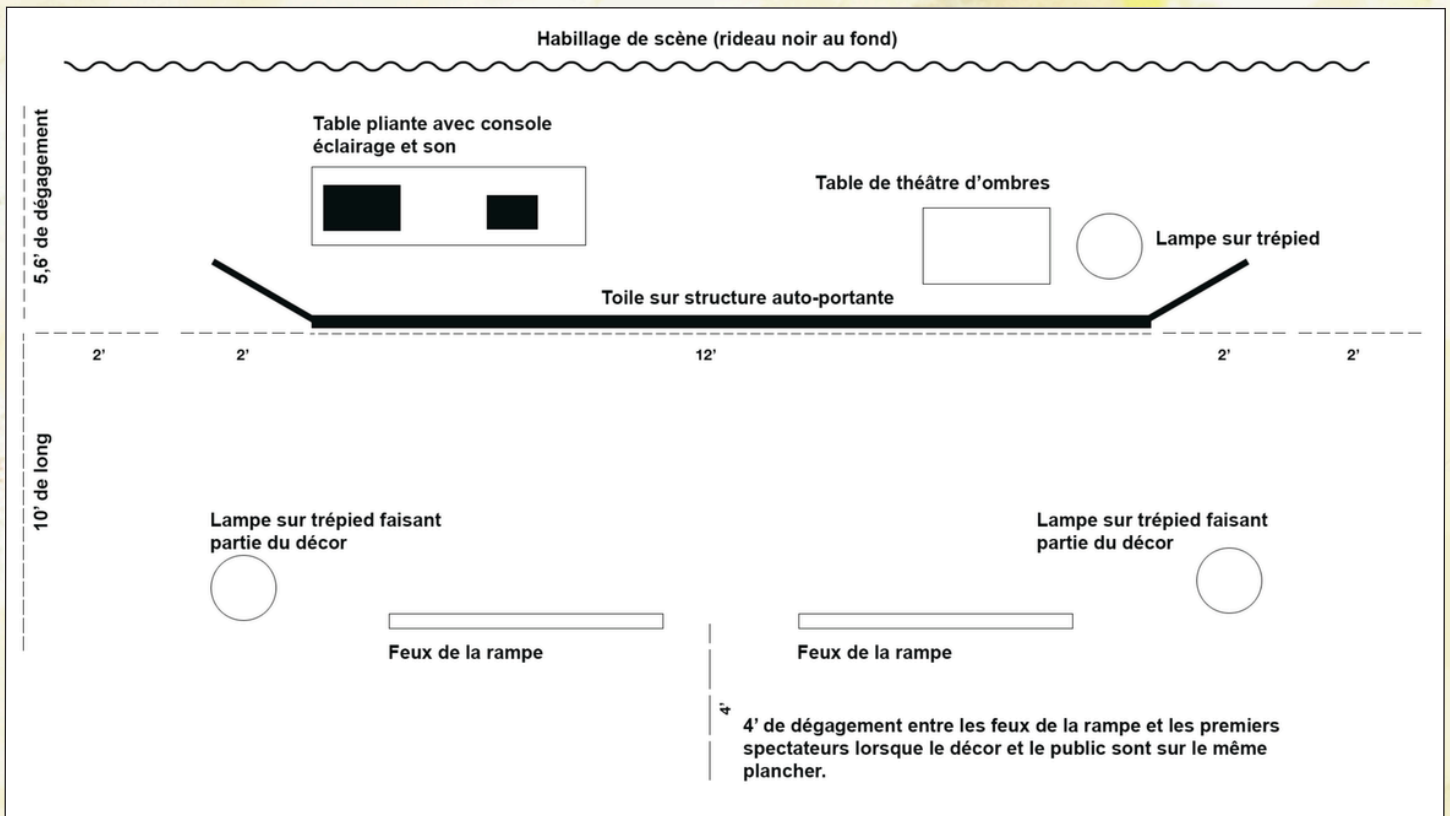 Habillage de scène (rideau noir au fond)
5,6’ de dégagement
Table pliante avec console
éclairage et son
Table de théâtre d’ombres
Lampe sur trépied
Toile sur structure auto-portante
2’
2’
12’
2’
2’
10’ de long
Lampe sur trépied faisant
partie du décor
Lampe sur trépied faisant
partie du décor
Feux de la rampe
Feux de la rampe
4’
4’ de dégagement entre les feux de la rampe et les premiers
spectateurs lorsque le décor et le public sont sur le même
plancher.